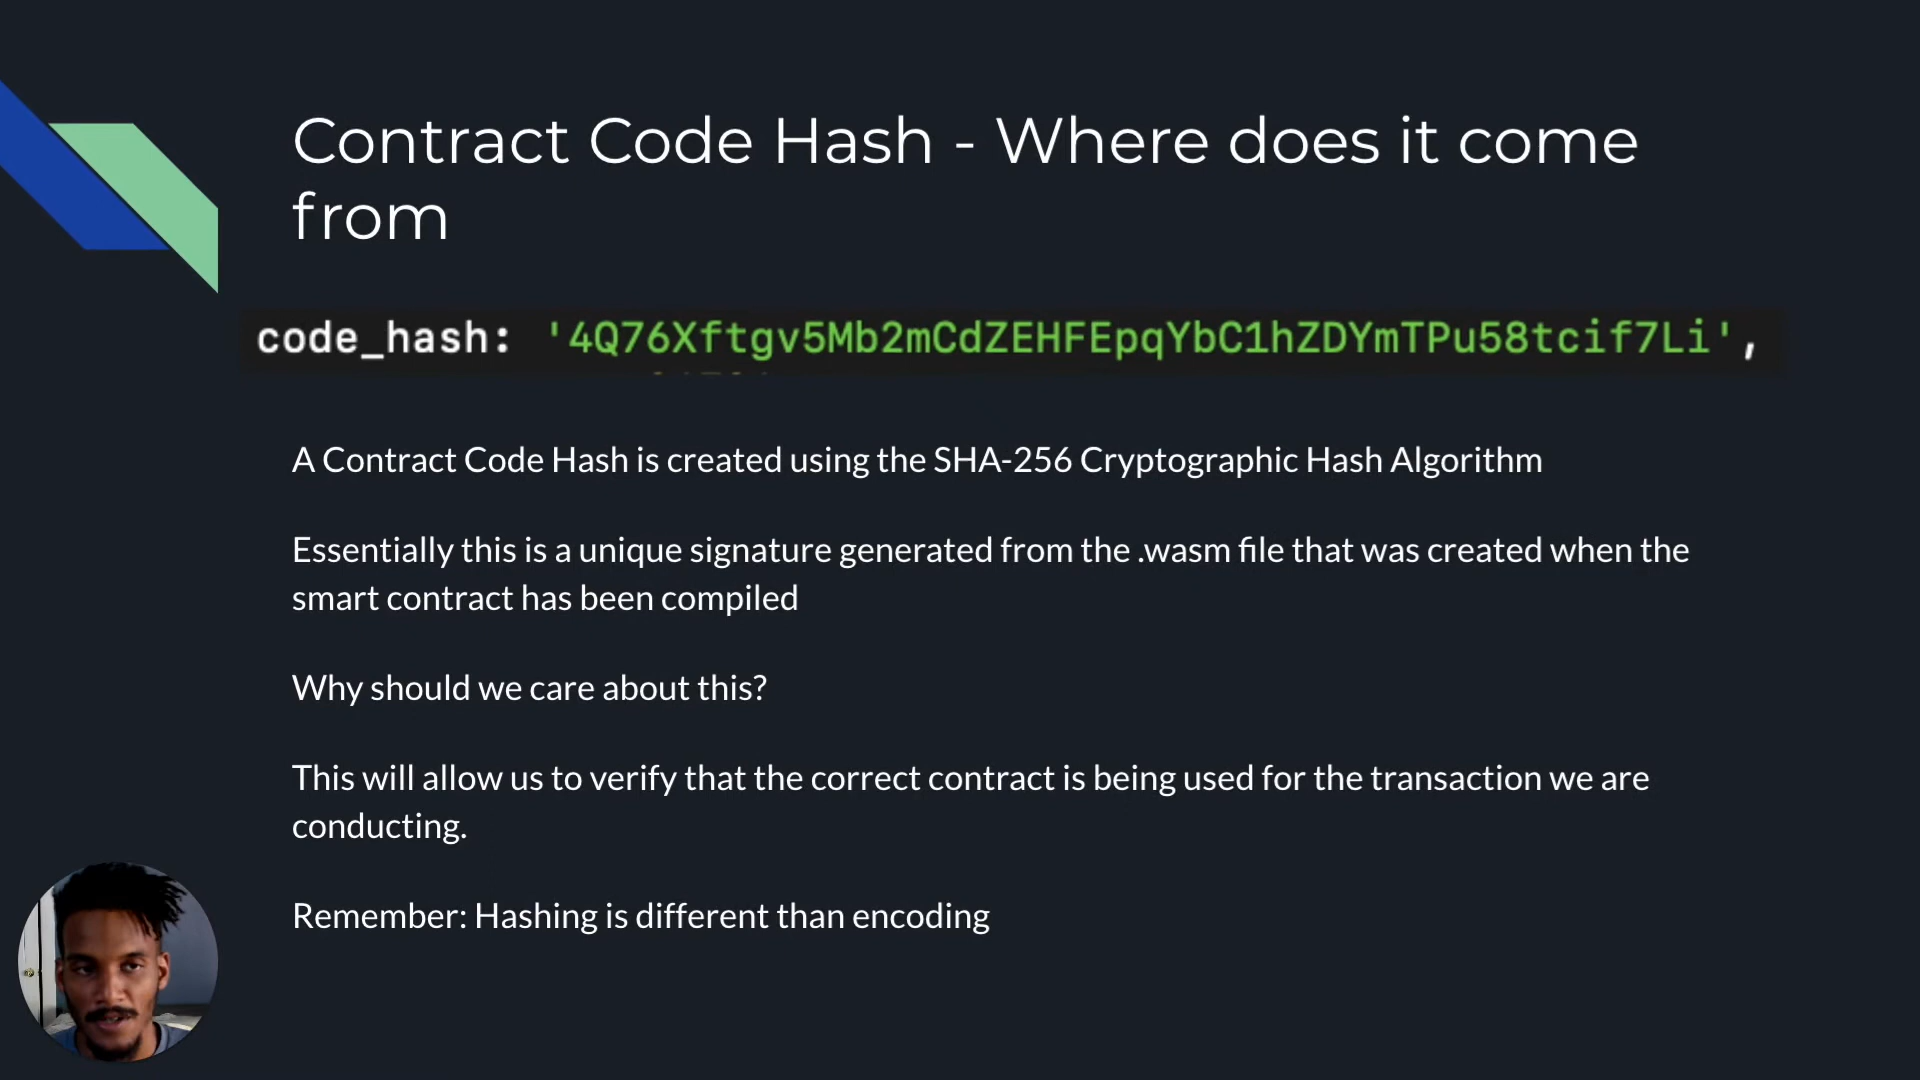 Contract Code Hash - Where does it come
from
code_hash: '4Q76Xftgv5Mb2mCdZEHFEpqYbC1hZDYmTPu58tcif7Li',
A Contract Code Hash is created using the SHA-256 Cryptographic Hash Algorithm
Essentially this is a unique signature generated from the .wasm file that was created when the
smart contract has been compiled
Why should we care about this?
This will allow us to verify that the correct contract is being used for the transaction we are
conducting.
Remember: Hashing is different than encoding